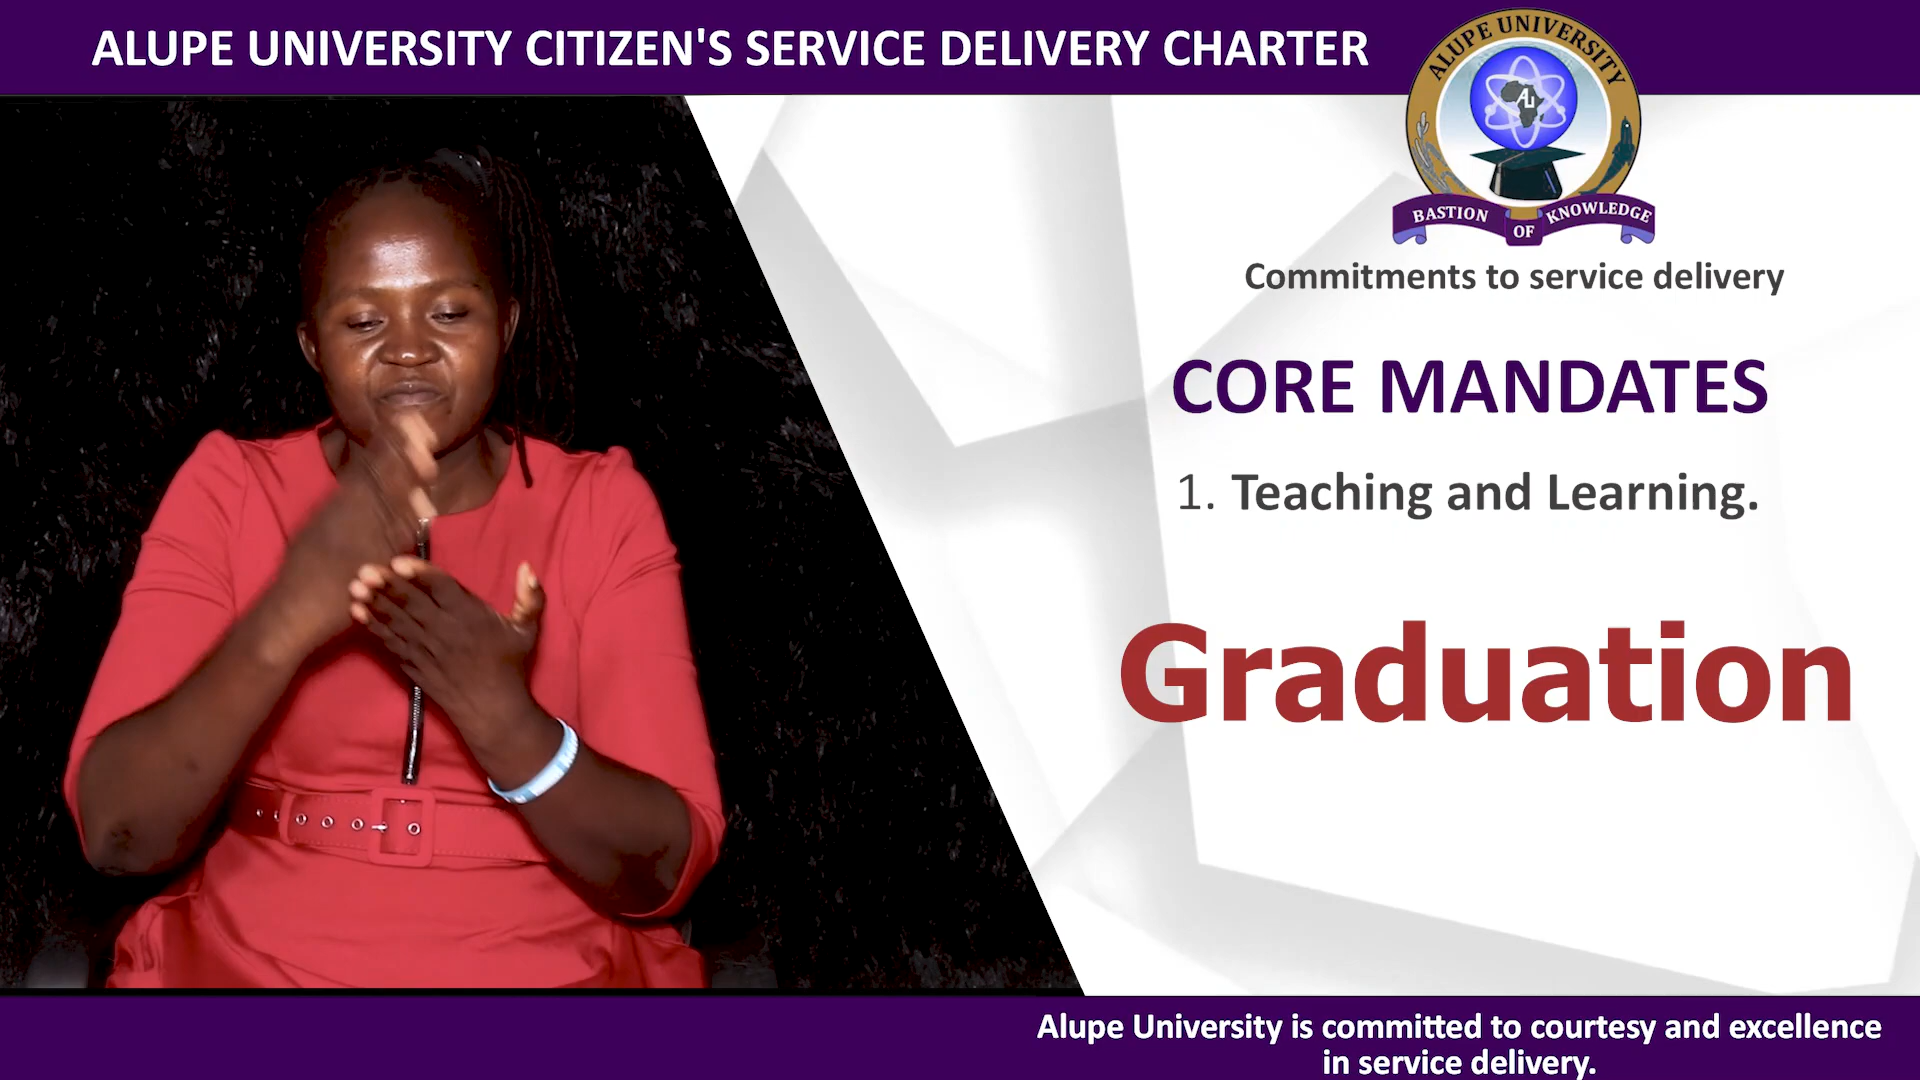 ALUPE UNIVERSITY CITIZEN'S SERVICE DELIVERY CHARTER
ALUPE UNIVERSITY
AU
BASTION OF KNOWLEDGE
Commitments to service delivery
CORE MANDATES
1. Teaching and Learning.
Graduation
Alupe University is committed to courtesy and excellence
in service delivery.